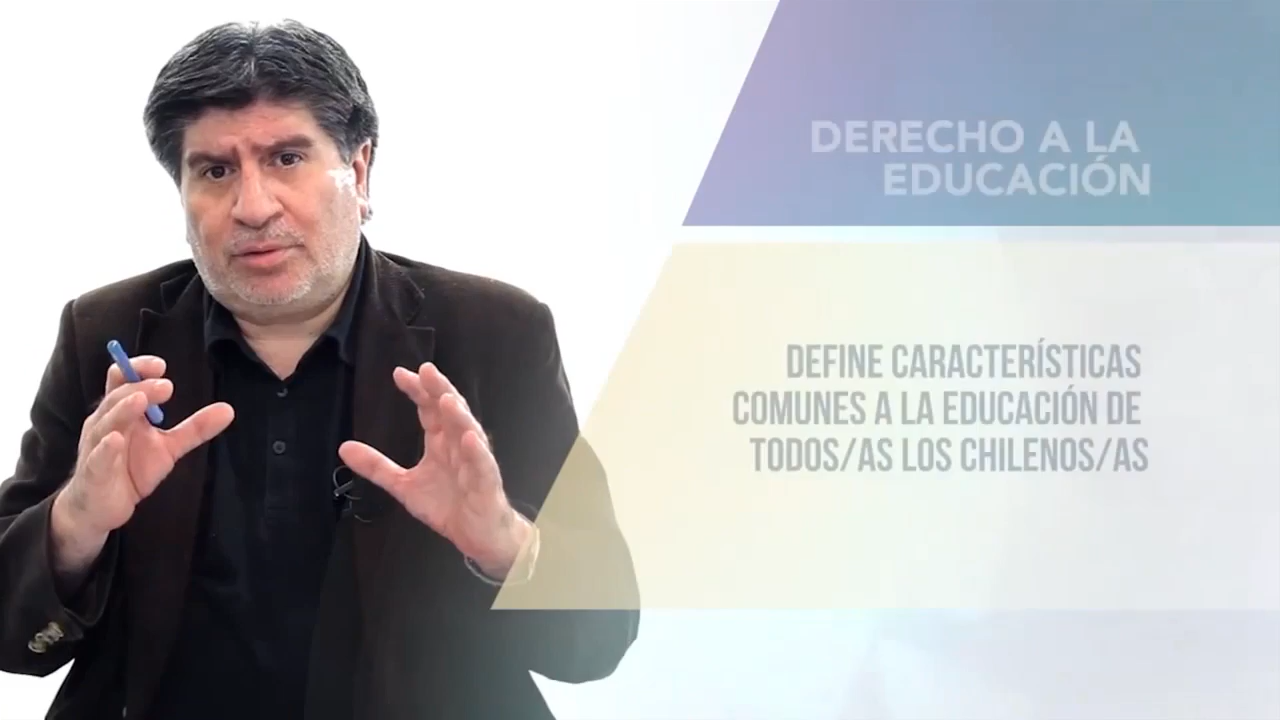 DERECHO A LA
EDUCACIÓN
DEFINE CARACTERÍSTICAS
COMUNES A LA EDUCACIÓN DE
TODOS/AS LOS CHILENOS/AS